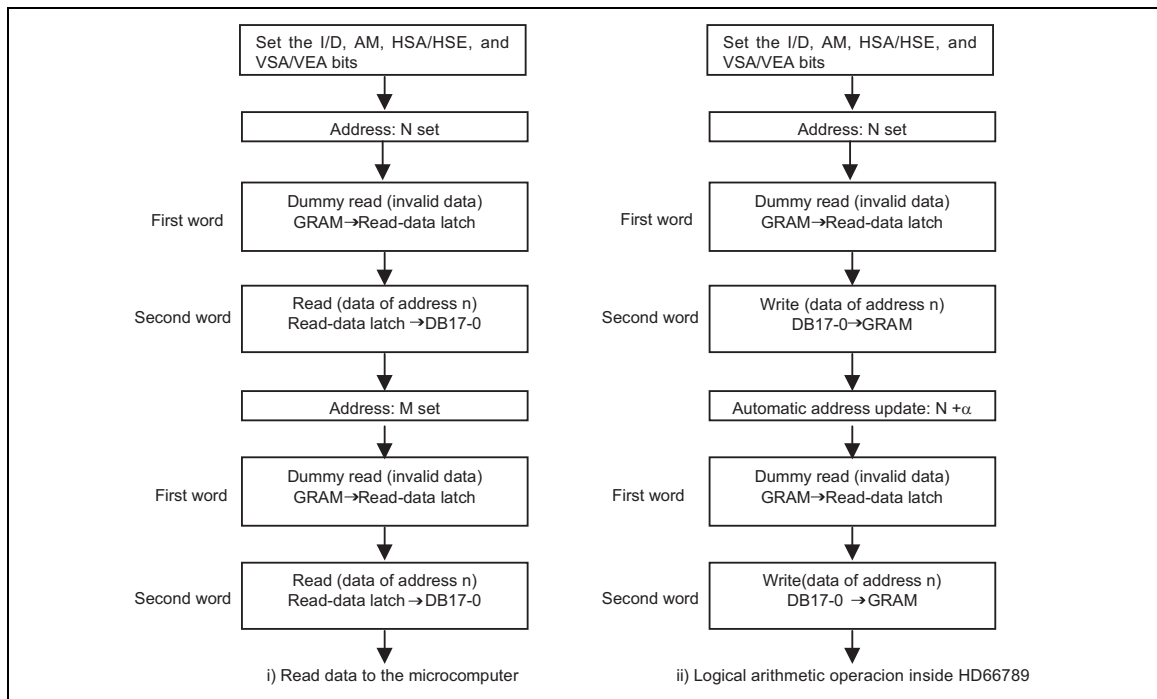 Set the I/D, AM, HSA/HSE, and
VSA/VEA bits
Address: N set
First word
Dummy read (invalid data)
GRAM→Read-data latch
Second word
Read (data of address n)
Read-data latch →DB17-0
Address: M set
First word
Dummy read (invalid data)
GRAM→Read-data latch
Second word
Read (data of address n)
Read-data latch→DB17-0
i) Read data to the microcomputer
Set the I/D, AM, HSA/HSE, and
VSA/VEA bits
Address: N set
First word
Dummy read (invalid data)
GRAM→Read-data latch
Second word
Write (data of address n)
DB17-0→GRAM
Automatic address update: N +α
First word
Dummy read (invalid data)
GRAM→Read-data latch
Second word
Write(data of address n)
DB17-0 → GRAM
ii) Logical arithmetic operacion inside HD66789